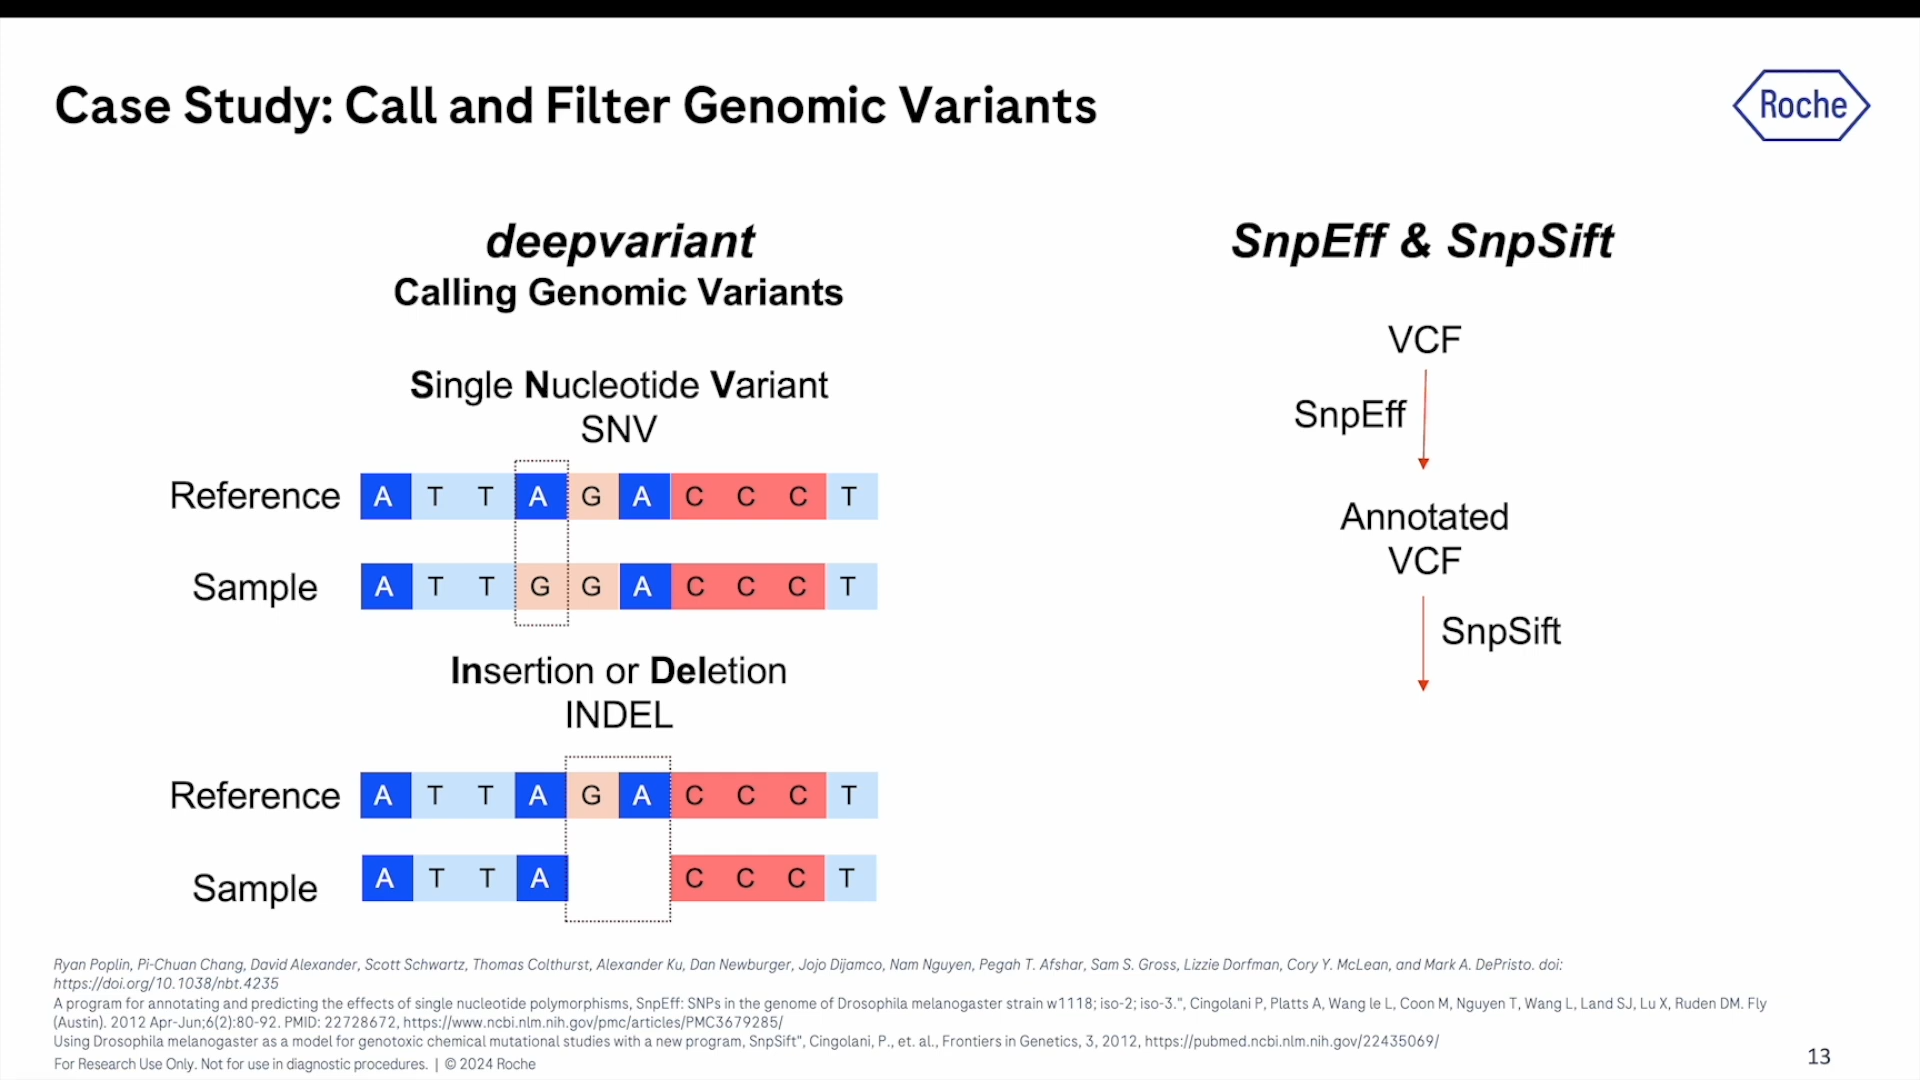 Case Study: Call and Filter Genomic Variants
Roche
deepvariant
Calling Genomic Variants
Single Nucleotide Variant
SNV
Reference A T T A G A C C C T
Sample A T T G G A C C C T
Insertion or Deletion
INDEL
Reference A T T A G A C C C T
Sample A T T A C C C T
SnpEff & SnpSift
VCF
SnpEff
Annotated
VCF
SnpSift
Ryan Poplin, Pi-Chuan Chang, David Alexander, Scott Schwartz, Thomas Colthurst, Alexander Ku, Dan Newburger, Jojo Dijamco, Nam Nguyen, Pegah T. Afshar, Sam S. Gross, Lizzie Dorfman, Cory Y. McLean, and Mark A. DePristo. doi:
https://doi.org/10.1038/nbt.4235
A program for annotating and predicting the effects of single nucleotide polymorphisms, SnpEff: SNPs in the genome of Drosophila melanogaster strain w1118; iso-2; iso-3.", Cingolani P, Platts A, Wang le L, Coon M, Nguyen T, Wang L, Land SJ, Lu X, Ruden DM. Fly
(Austin). 2012 Apr-Jun;6(2):80-92. PMID: 22728672, https://www.ncbi.nlm.nih.gov/pmc/articles/PMC3679285/
Using Drosophila melanogaster as a model for genotoxic chemical mutational studies with a new program, SnpSift", Cingolani, P., et. al., Frontiers in Genetics, 3, 2012, https://pubmed.ncbi.nlm.nih.gov/22435069/
For Research Use Only. Not for use in diagnostic procedures. | © 2024 Roche
13